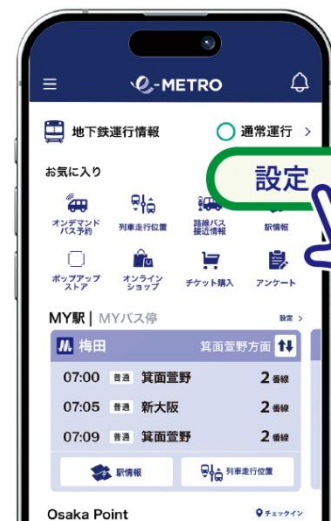 e-METRO
地下鉄運行情報 通常運行 >
お気に入り
設定
オンデマンド
バス予約
列車走行位置
路線バス
接近情報
駅情報
ポップアップ
ストア
オンライン
ショップ
チケット購入
アンケート
MY駅 | MYバス停 設定 >
梅田 箕面萱野方面
07:00 普通 箕面萱野 2番線
07:05 普通 新大阪 2番線
07:09 普通 箕面萱野 2番線
駅情報 列車走行位置
Osaka Point チェックイン